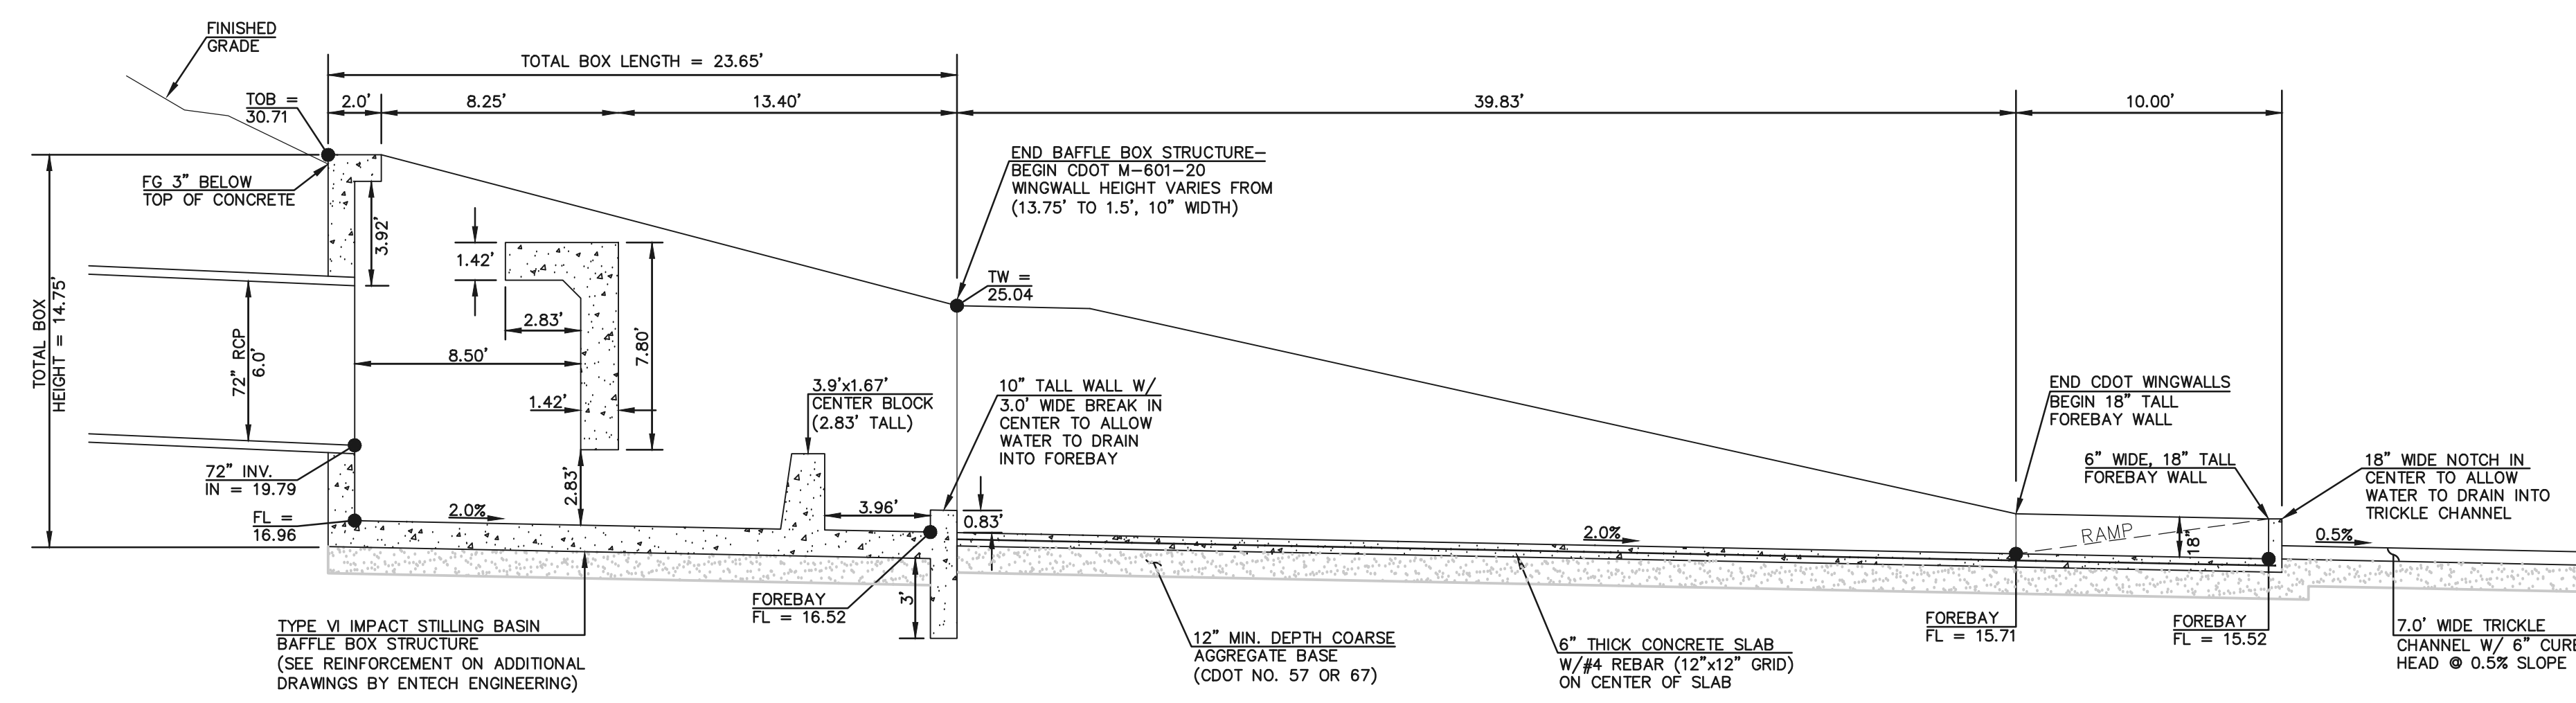 FINISHED
GRADE
TOTAL BOX LENGTH = 23.65'
TOB =
30.71
2.0'
8.25'
13.40'
39.83'
10.00'
FG 3" BELOW
TOP OF CONCRETE
3.92'
END BAFFLE BOX STRUCTURE–
BEGIN CDOT M–601–20
WINGWALL HEIGHT VARIES FROM
(13.75' TO 1.5', 10" WIDTH)
TW =
25.04
1.42'
2.83'
7.80'
TOTAL BOX
HEIGHT = 14.75'
72" RCP
6.0'
8.50'
1.42'
3.9'x1.67'
CENTER BLOCK
(2.83' TALL)
10" TALL WALL W/
3.0' WIDE BREAK IN
CENTER TO ALLOW
WATER TO DRAIN
INTO FOREBAY
END CDOT WINGWALLS
BEGIN 18" TALL
FOREBAY WALL
6" WIDE, 18" TALL
FOREBAY WALL
18" WIDE NOTCH IN
CENTER TO ALLOW
WATER TO DRAIN INTO
TRICKLE CHANNEL
72" INV.
IN = 19.79
FL =
16.96
2.0%
2.83'
3.96'
0.83'
2.0%
RAMP
18"
0.5%
FOREBAY
FL = 16.52
3'
FOREBAY
FL = 15.71
FOREBAY
FL = 15.52
TYPE VI IMPACT STILLING BASIN
BAFFLE BOX STRUCTURE
(SEE REINFORCEMENT ON ADDITIONAL
DRAWINGS BY ENTECH ENGINEERING)
12" MIN. DEPTH COARSE
AGGREGATE BASE
(CDOT NO. 57 OR 67)
6" THICK CONCRETE SLAB
W/#4 REBAR (12"x12" GRID)
ON CENTER OF SLAB
7.0' WIDE TRICKLE
CHANNEL W/ 6" CURB
HEAD @ 0.5% SLOPE